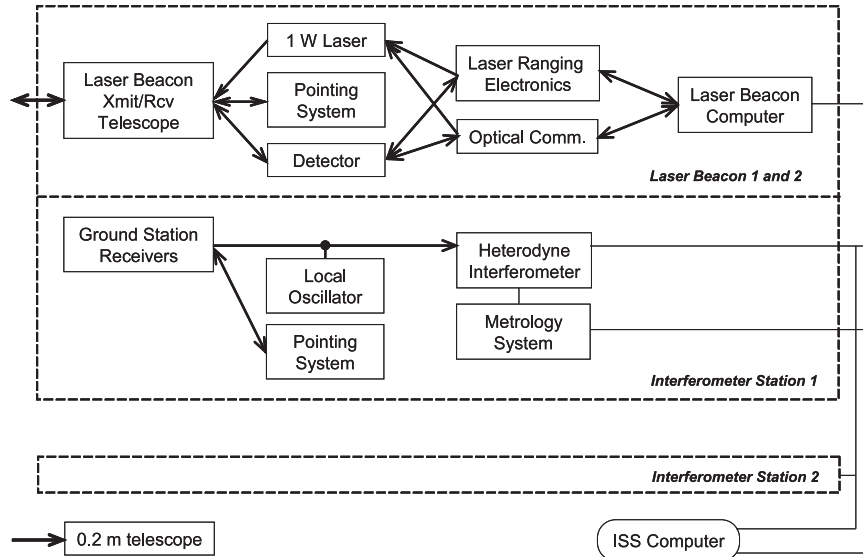 1 W Laser
Laser Beacon
Xmit/Rcv
Telescope
Pointing
System
Detector
Laser Ranging
Electronics
Optical Comm.
Laser Beacon
Computer
Laser Beacon 1 and 2
Ground Station
Receivers
Local
Oscillator
Pointing
System
Heterodyne
Interferometer
Metrology
System
Interferometer Station 1
Interferometer Station 2
0.2 m telescope
ISS Computer